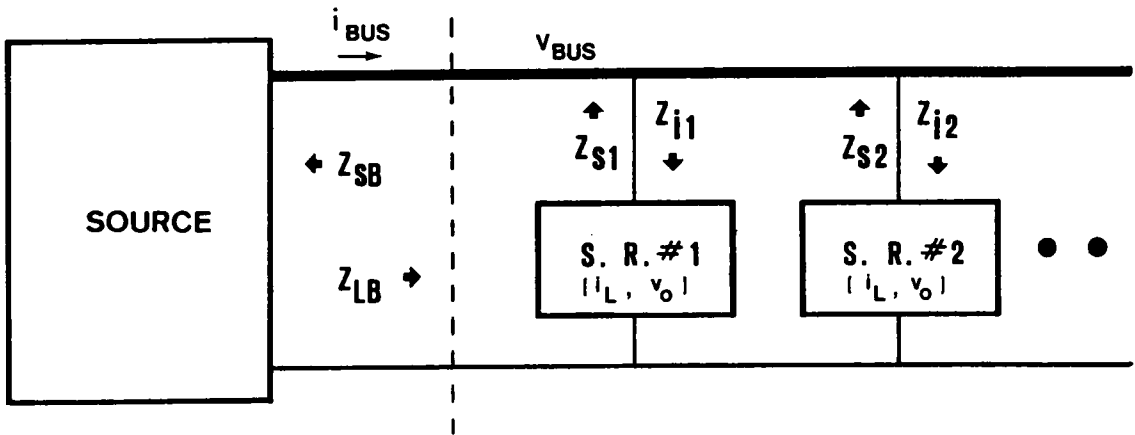 i BUS
v BUS
Z i1
Z i2
Z S1
Z S2
Z SB
SOURCE
S. R. #1
[ i L , v o ]
S. R. #2
[ i L , v o ]
Z LB